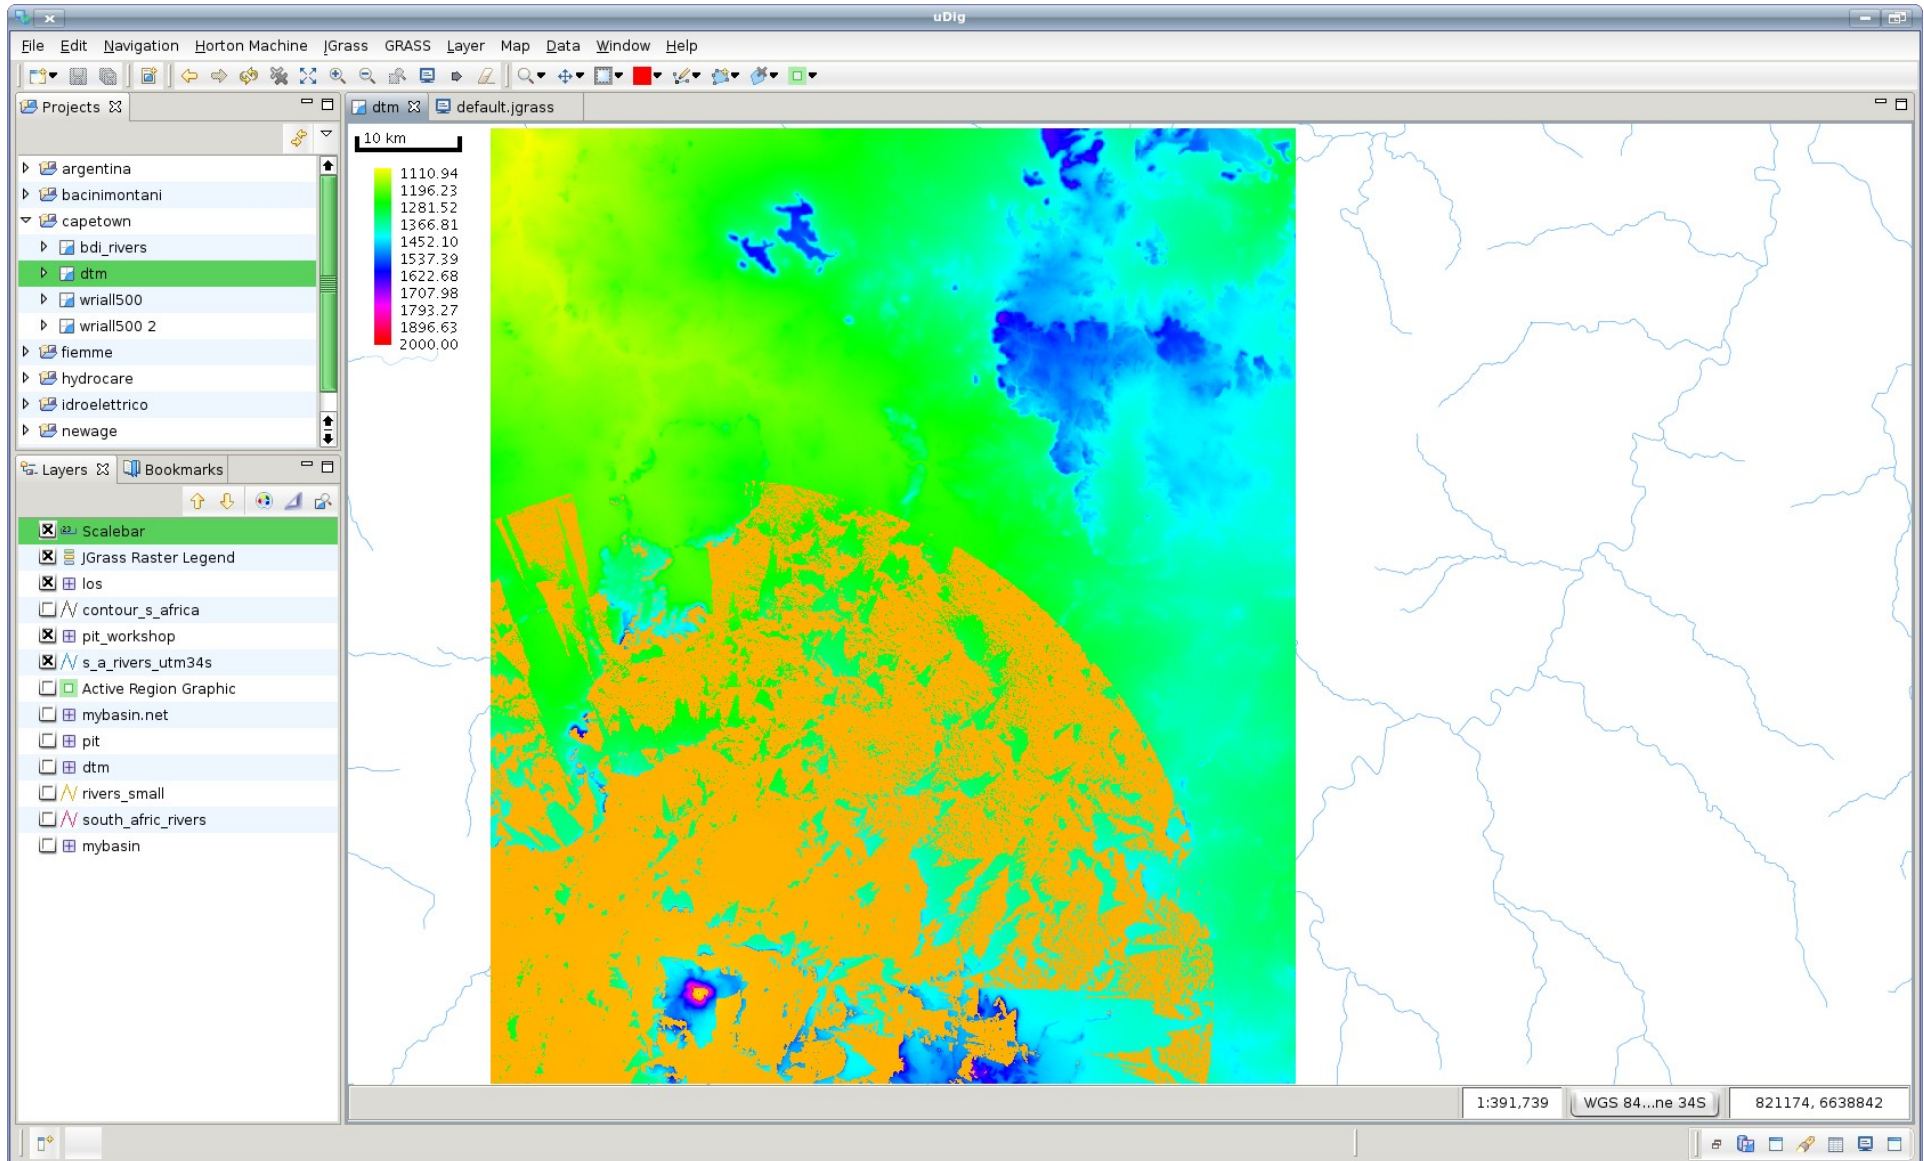 uDig
File Edit Navigation Horton Machine JGrass GRASS Layer Map Data Window Help
Projects
argentina
bacinimontani
capetown
bdi_rivers
dtm
wriall500
wriall500 2
fiemme
hydrocare
idroelettrico
newage
Layers Bookmarks
Scalebar
JGrass Raster Legend
los
contour_s_africa
pit_workshop
s_a_rivers_utm34s
Active Region Graphic
mybasin.net
pit
dtm
rivers_small
south_afric_rivers
mybasin
dtm default.jgrass
10 km
1110.94
1196.23
1281.52
1366.81
1452.10
1537.39
1622.68
1707.98
1793.27
1896.63
2000.00
1:391,739 WGS 84...ne 34S 821174, 6638842